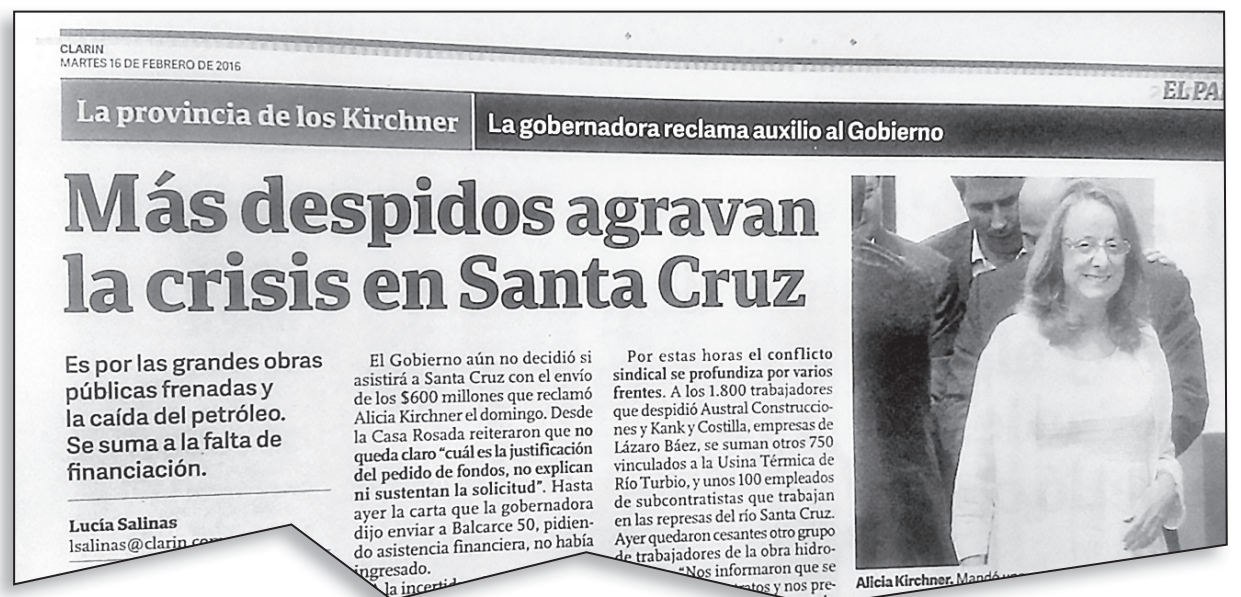 CLARIN
MARTES 16 DE FEBRERO DE 2016
EL PA
La provincia de los Kirchner
La gobernadora reclama auxilio al Gobierno
Más despidos agravan
la crisis en Santa Cruz
Es por las grandes obras
públicas frenadas y
la caída del petróleo.
Se suma a la falta de
financiación.
Lucía Salinas
lsalinas@clarin.com
El Gobierno aún no decidió si
asistirá a Santa Cruz con el envío
de los $600 millones que reclamó
Alicia Kirchner el domingo. Desde
la Casa Rosada reiteraron que no
queda claro “cuál es la justificación
del pedido de fondos, no explican
ni sustentan la solicitud”. Hasta
ayer la carta que la gobernadora
dijo enviar a Balcarce 50, pidien-
do asistencia financiera, no había
ingresado.
la
Por estas horas el conflicto
sindical se profundiza por varios
frentes. A los 1.800 trabajadores
que despidió Austral Construccio-
nes y Kank y Costilla, empresas de
Lázaro Báez, se suman otros 750
vinculados a la Usina Térmica de
Río Turbio, y unos 100 empleados
de subcontratistas que trabajan
en las represas del río Santa Cruz.
Ayer quedaron cesantes otro grupo
de trabajadores de la obra hidro-
“Nos informaron que se
y nos pre-
Alicia Kirchner. Mandó